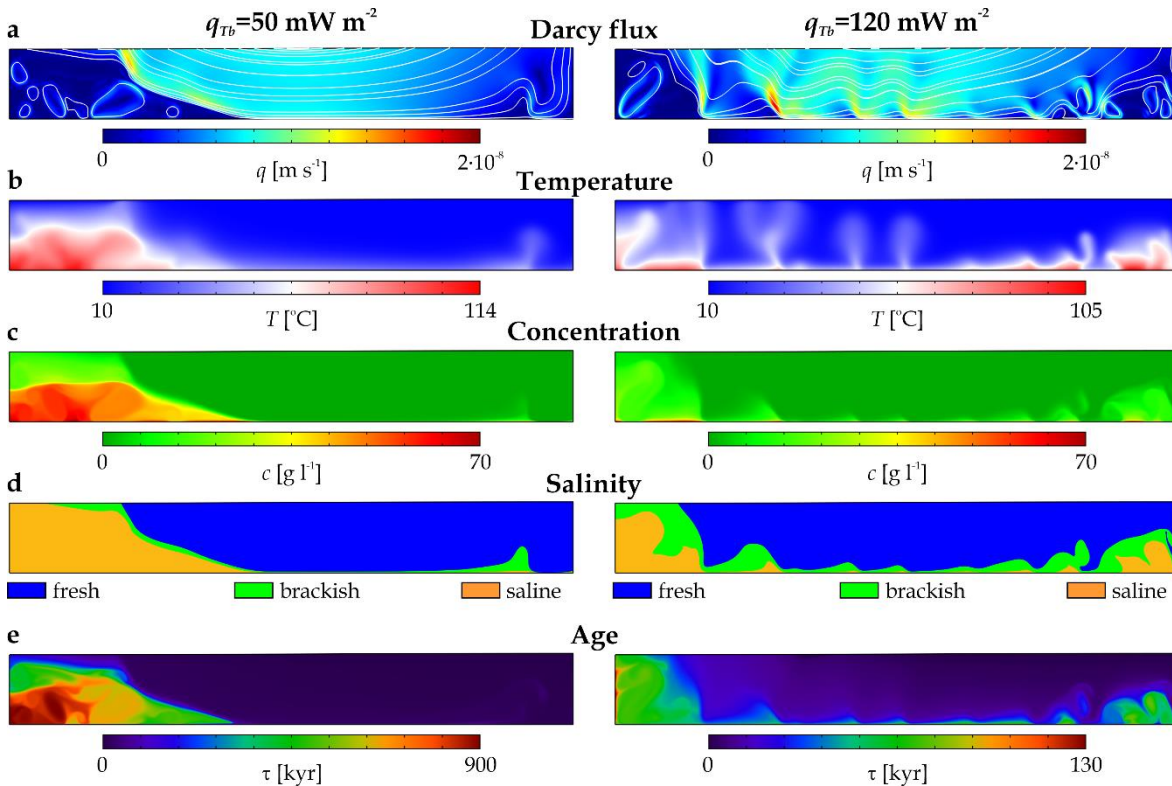 q_Tb=50 mW m⁻² q_Tb=120 mW m⁻²
a Darcy flux
0 2·10⁻⁸ 0 2·10⁻⁸
q [m s⁻¹] q [m s⁻¹]
b Temperature
10 114 10 105
T [°C] T [°C]
c Concentration
0 70 0 70
c [g l⁻¹] c [g l⁻¹]
d Salinity
fresh brackish saline fresh brackish saline
e Age
0 900 0 130
τ [kyr] τ [kyr]